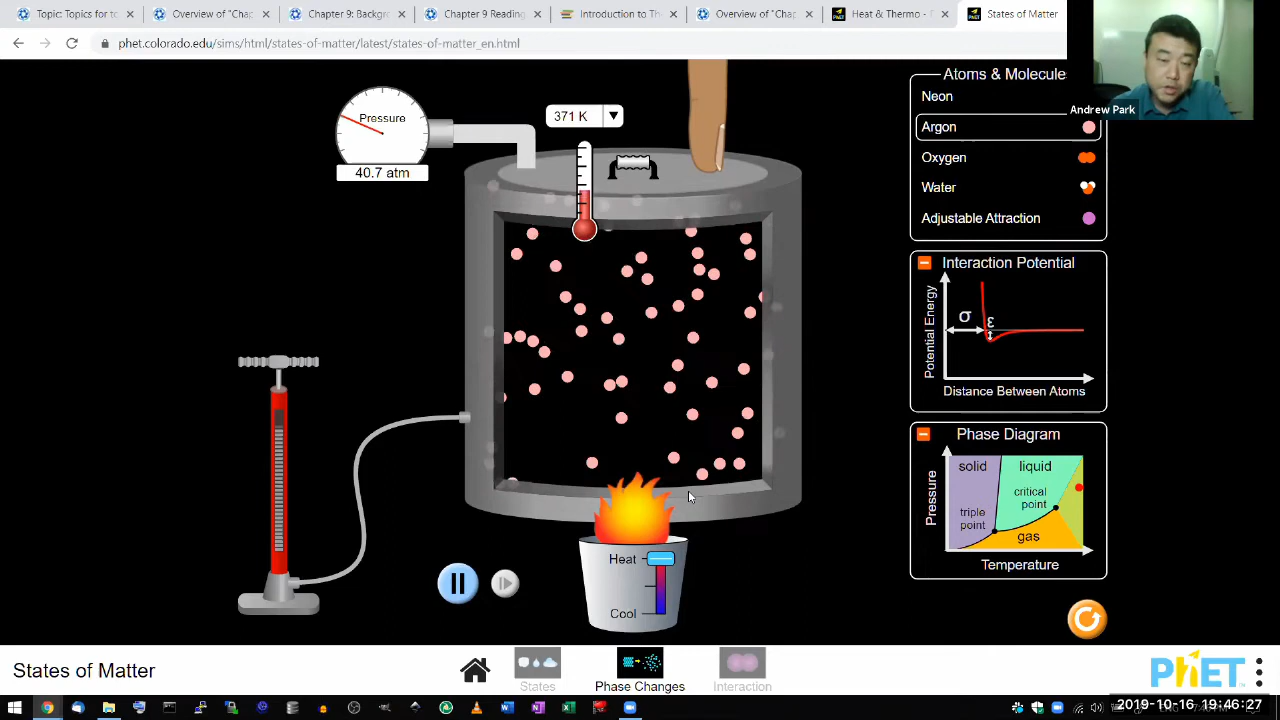 Topic Topics for to
Overview of "Chap
Chapter 9: Backgro
Chapter 9 Reading
Introduction to The
Overview of "Chap
Heat & Thermo - 
States of Matter
phet.colorado.edu/sims/html/states-of-matter/latest/states-of-matter_en.html
Andrew Park
Pressure
40.7 atm
371 K
Atoms & Molecules
Neon
Argon
Oxygen
Water
Adjustable Attraction
Interaction Potential
Potential Energy
σ
ε
Distance Between Atoms
Phase Diagram
Pressure
solid
liquid
critical point
triple point
gas
Temperature
Heat
Cool
States of Matter
States
Phase Changes
Interaction
PhET
2019-10-16 19:46:27